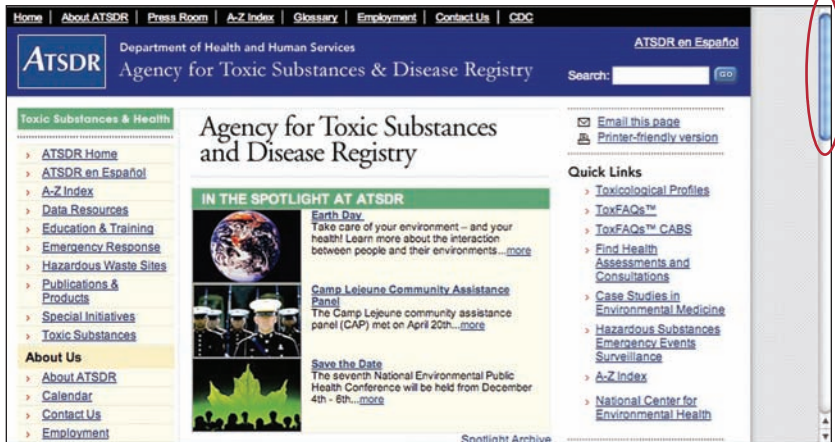 Home | About ATSDR | Press Room | A-Z Index | Glossary | Employment | Contact Us | CDC
ATSDR
Department of Health and Human Services
Agency for Toxic Substances & Disease Registry
ATSDR en Español
Search:
GO
Toxic Substances & Health
ATSDR Home
ATSDR en Español
A-Z Index
Data Resources
Education & Training
Emergency Response
Hazardous Waste Sites
Publications &
Products
Special Initiatives
Toxic Substances
About Us
About ATSDR
Calendar
Contact Us
Employment
Agency for Toxic Substances
and Disease Registry
IN THE SPOTLIGHT AT ATSDR
Earth Day
Take care of your environment – and your
health! Learn more about the interaction
between people and their environments...more
Camp Lejeune Community Assistance
Panel
The Camp Lejeune community assistance
panel (CAP) met on April 20th...more
Save the Date
The seventh National Environmental Public
Health Conference will be held from December
4th - 6th...more
Spotlight Archive
Email this page
Printer-friendly version
Quick Links
Toxicological Profiles
ToxFAQs™
ToxFAQs™ CABS
Find Health
Assessments and
Consultations
Case Studies in
Environmental Medicine
Hazardous Substances
Emergency Events
Surveillance
A-Z Index
National Center for
Environmental Health